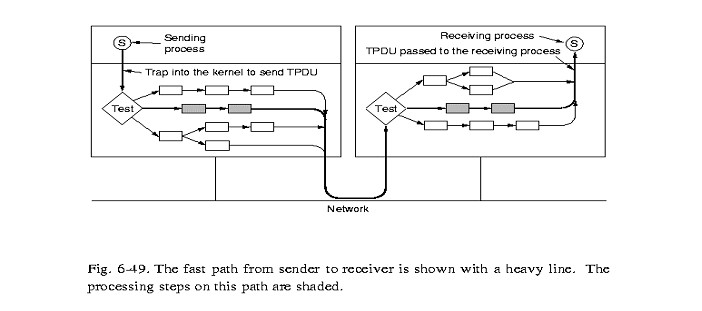 S
Sending
process
Trap into the kernel to send TPDU
Test
Receiving process
S
TPDU passed to the receiving process
Test
Network
Fig. 6-49. The fast path from sender to receiver is shown with a heavy line. The
processing steps on this path are shaded.